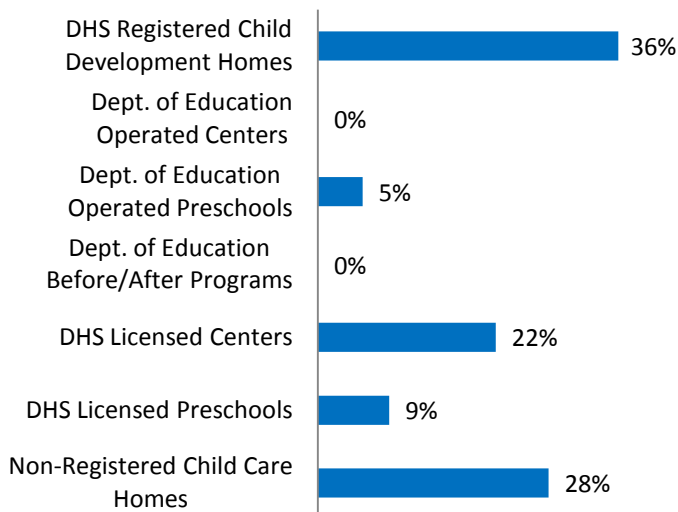 DHS Registered Child
Development Homes
36%
Dept. of Education
Operated Centers
0%
Dept. of Education
Operated Preschools
5%
Dept. of Education
Before/After Programs
0%
DHS Licensed Centers
22%
DHS Licensed Preschools
9%
Non-Registered Child Care
Homes
28%